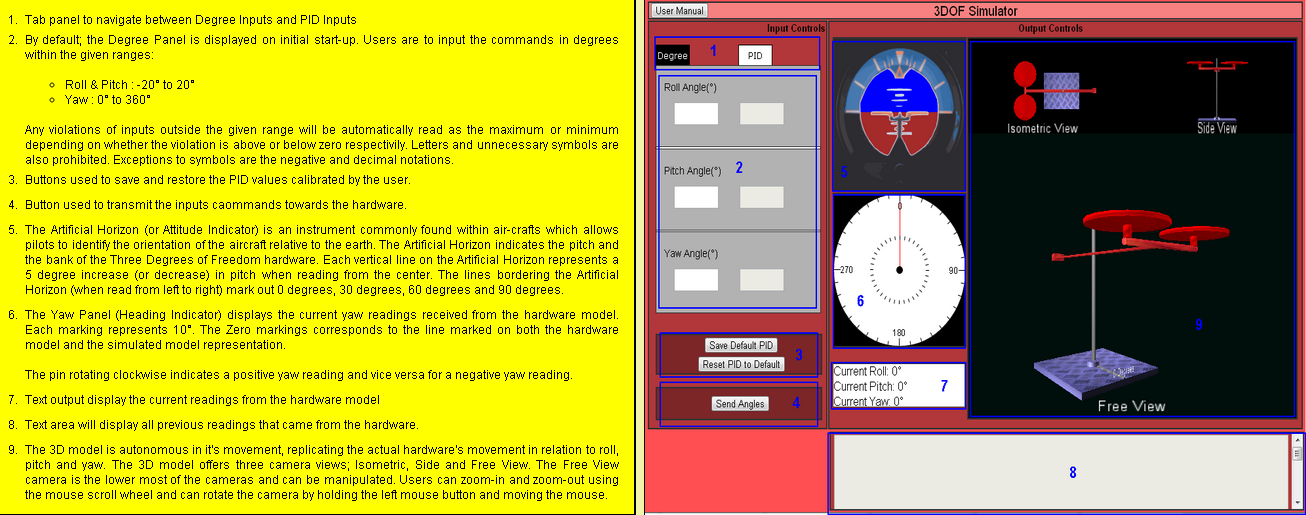 1. Tab panel to navigate between Degree Inputs and PID Inputs
2. By default; the Degree Panel is displayed on initial start-up. Users are to input the commands in degrees
within the given ranges:
Roll & Pitch : -20° to 20°
Yaw : 0° to 360°
Any violations of inputs outside the given range will be automatically read as the maximum or minimum
depending on whether the violation is above or below zero respectivily. Letters and unnecessary symbols are
also prohibited. Exceptions to symbols are the negative and decimal notations.
3. Buttons used to save and restore the PID values calibrated by the user.
4. Button used to transmit the inputs caommands towards the hardware.
5. The Artificial Horizon (or Attitude Indicator) is an instrument commonly found within air-crafts which allows
pilots to identify the orientation of the aircraft relative to the earth. The Artificial Horizon indicates the pitch and
the bank of the Three Degrees of Freedom hardware. Each vertical line on the Artificial Horizon represents a
5 degree increase (or decrease) in pitch when reading from the center. The lines bordering the Artificial
Horizon (when read from left to right) mark out 0 degrees, 30 degrees, 60 degrees and 90 degrees.
6. The Yaw Panel (Heading Indicator) displays the current yaw readings received from the hardware model.
Each marking represents 10°. The Zero markings corresponds to the line marked on both the hardware
model and the simulated model representation.
The pin rotating clockwise indicates a positive yaw reading and vice versa for a negative yaw reading.
7. Text output display the current readings from the hardware model
8. Text area will display all previous readings that came from the hardware.
9. The 3D model is autonomous in it's movement, replicating the actual hardware's movement in relation to roll,
pitch and yaw. The 3D model offers three camera views; Isometric, Side and Free View. The Free View
camera is the lower most of the cameras and can be manipulated. Users can zoom-in and zoom-out using
the mouse scroll wheel and can rotate the camera by holding the left mouse button and moving the mouse.
User Manual
3DOF Simulator
Input Controls
Output Controls
Degree
1
PID
Roll Angle(°)
Pitch Angle(°)
2
Yaw Angle(°)
Save Default PID
Reset PID to Default
3
Send Angles
4
5
0
270
90
180
6
Current Roll: 0°
Current Pitch: 0°
Current Yaw: 0°
7
Isometric View
Side View
9
Free View
8